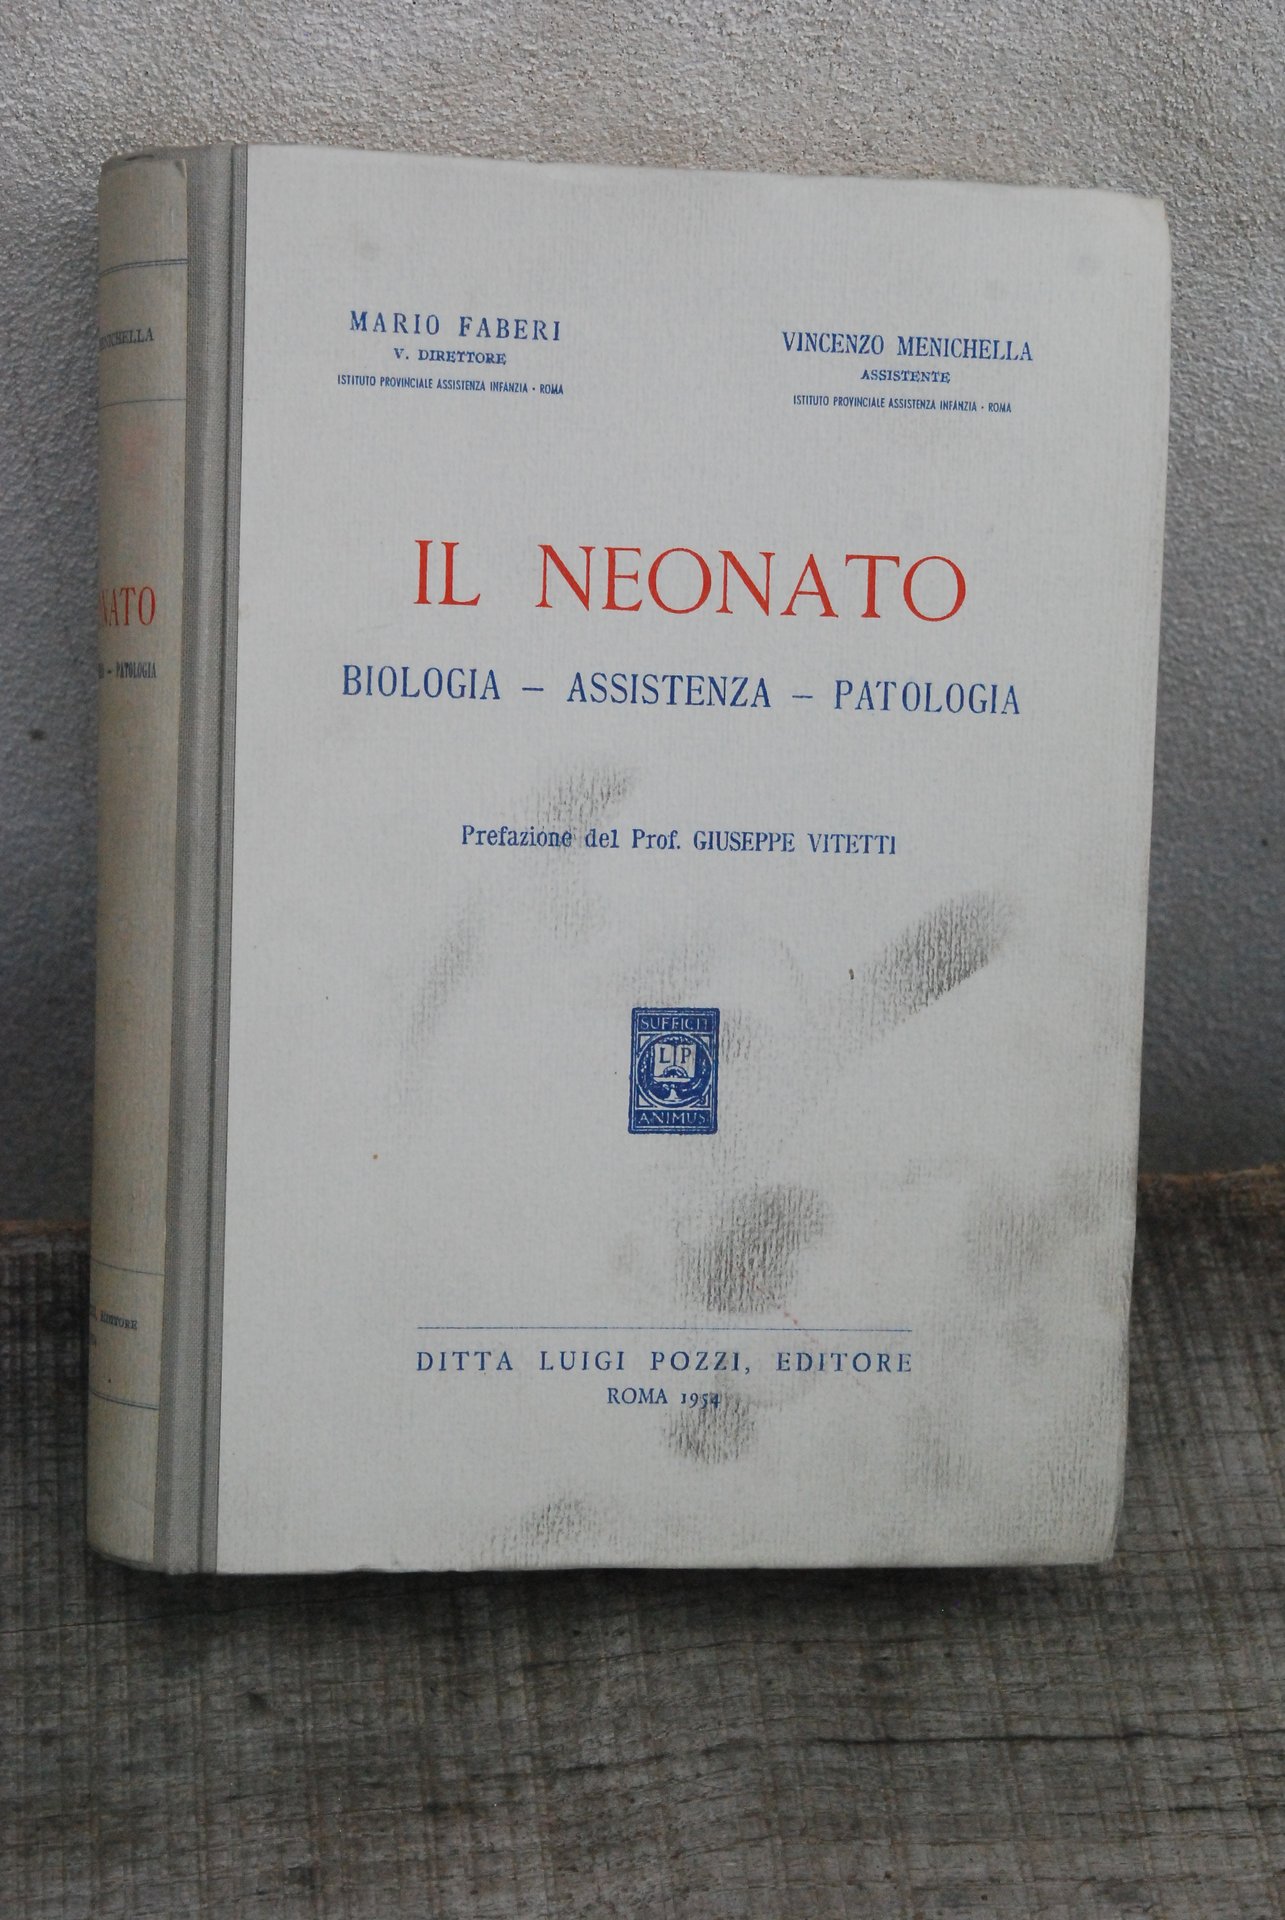 MARIO FABERI
V. DIRETTORE
ISTITUTO PROVINCIALE ASSISTENZA INFANZIA - ROMA
VINCENZO MENICHELLA
ASSISTENTE
ISTITUTO PROVINCIALE ASSISTENZA INFANZIA - ROMA
IL NEONATO
BIOLOGIA – ASSISTENZA – PATOLOGIA
Prefazione del Prof. GIUSEPPE VITETTI
SUFFICIT
L P
ANIMUS
DITTA LUIGI POZZI, EDITORE
ROMA 1954
NATO
– PATOLOGIA
EDITORE